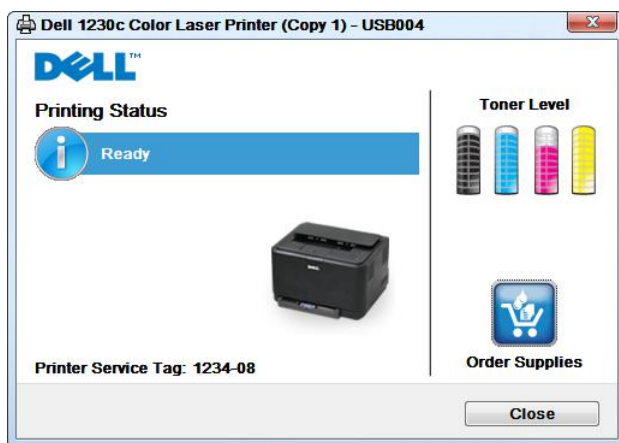 Dell 1230c Color Laser Printer (Copy 1) - USB004
DELL™
Printing Status
Ready
Toner Level
Order Supplies
Printer Service Tag: 1234-08
Close